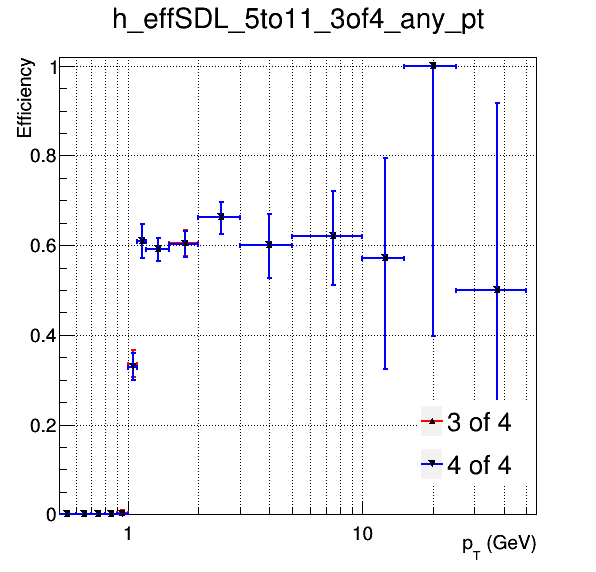 h_effSDL_5to11_3of4_any_pt
Efficiency
1
0.8
0.6
0.4
0.2
0
3 of 4
4 of 4
1
10
p_T (GeV)